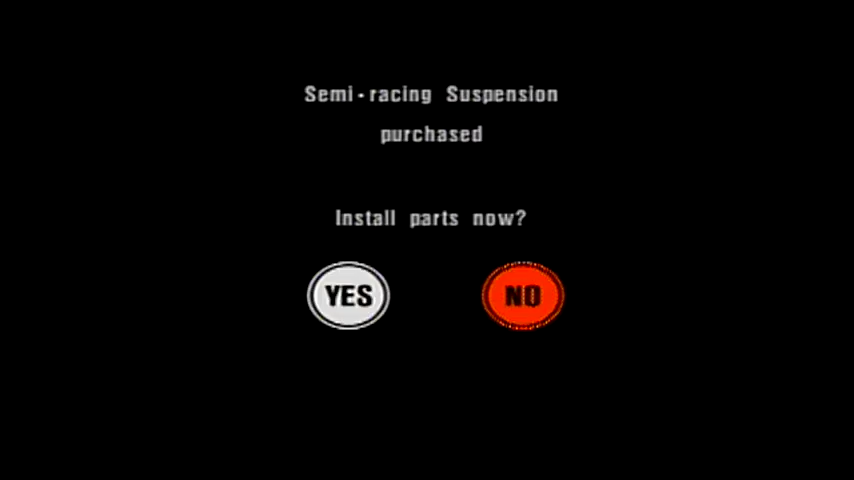 Semi-racing Suspension
purchased
Install parts now?
YES NO